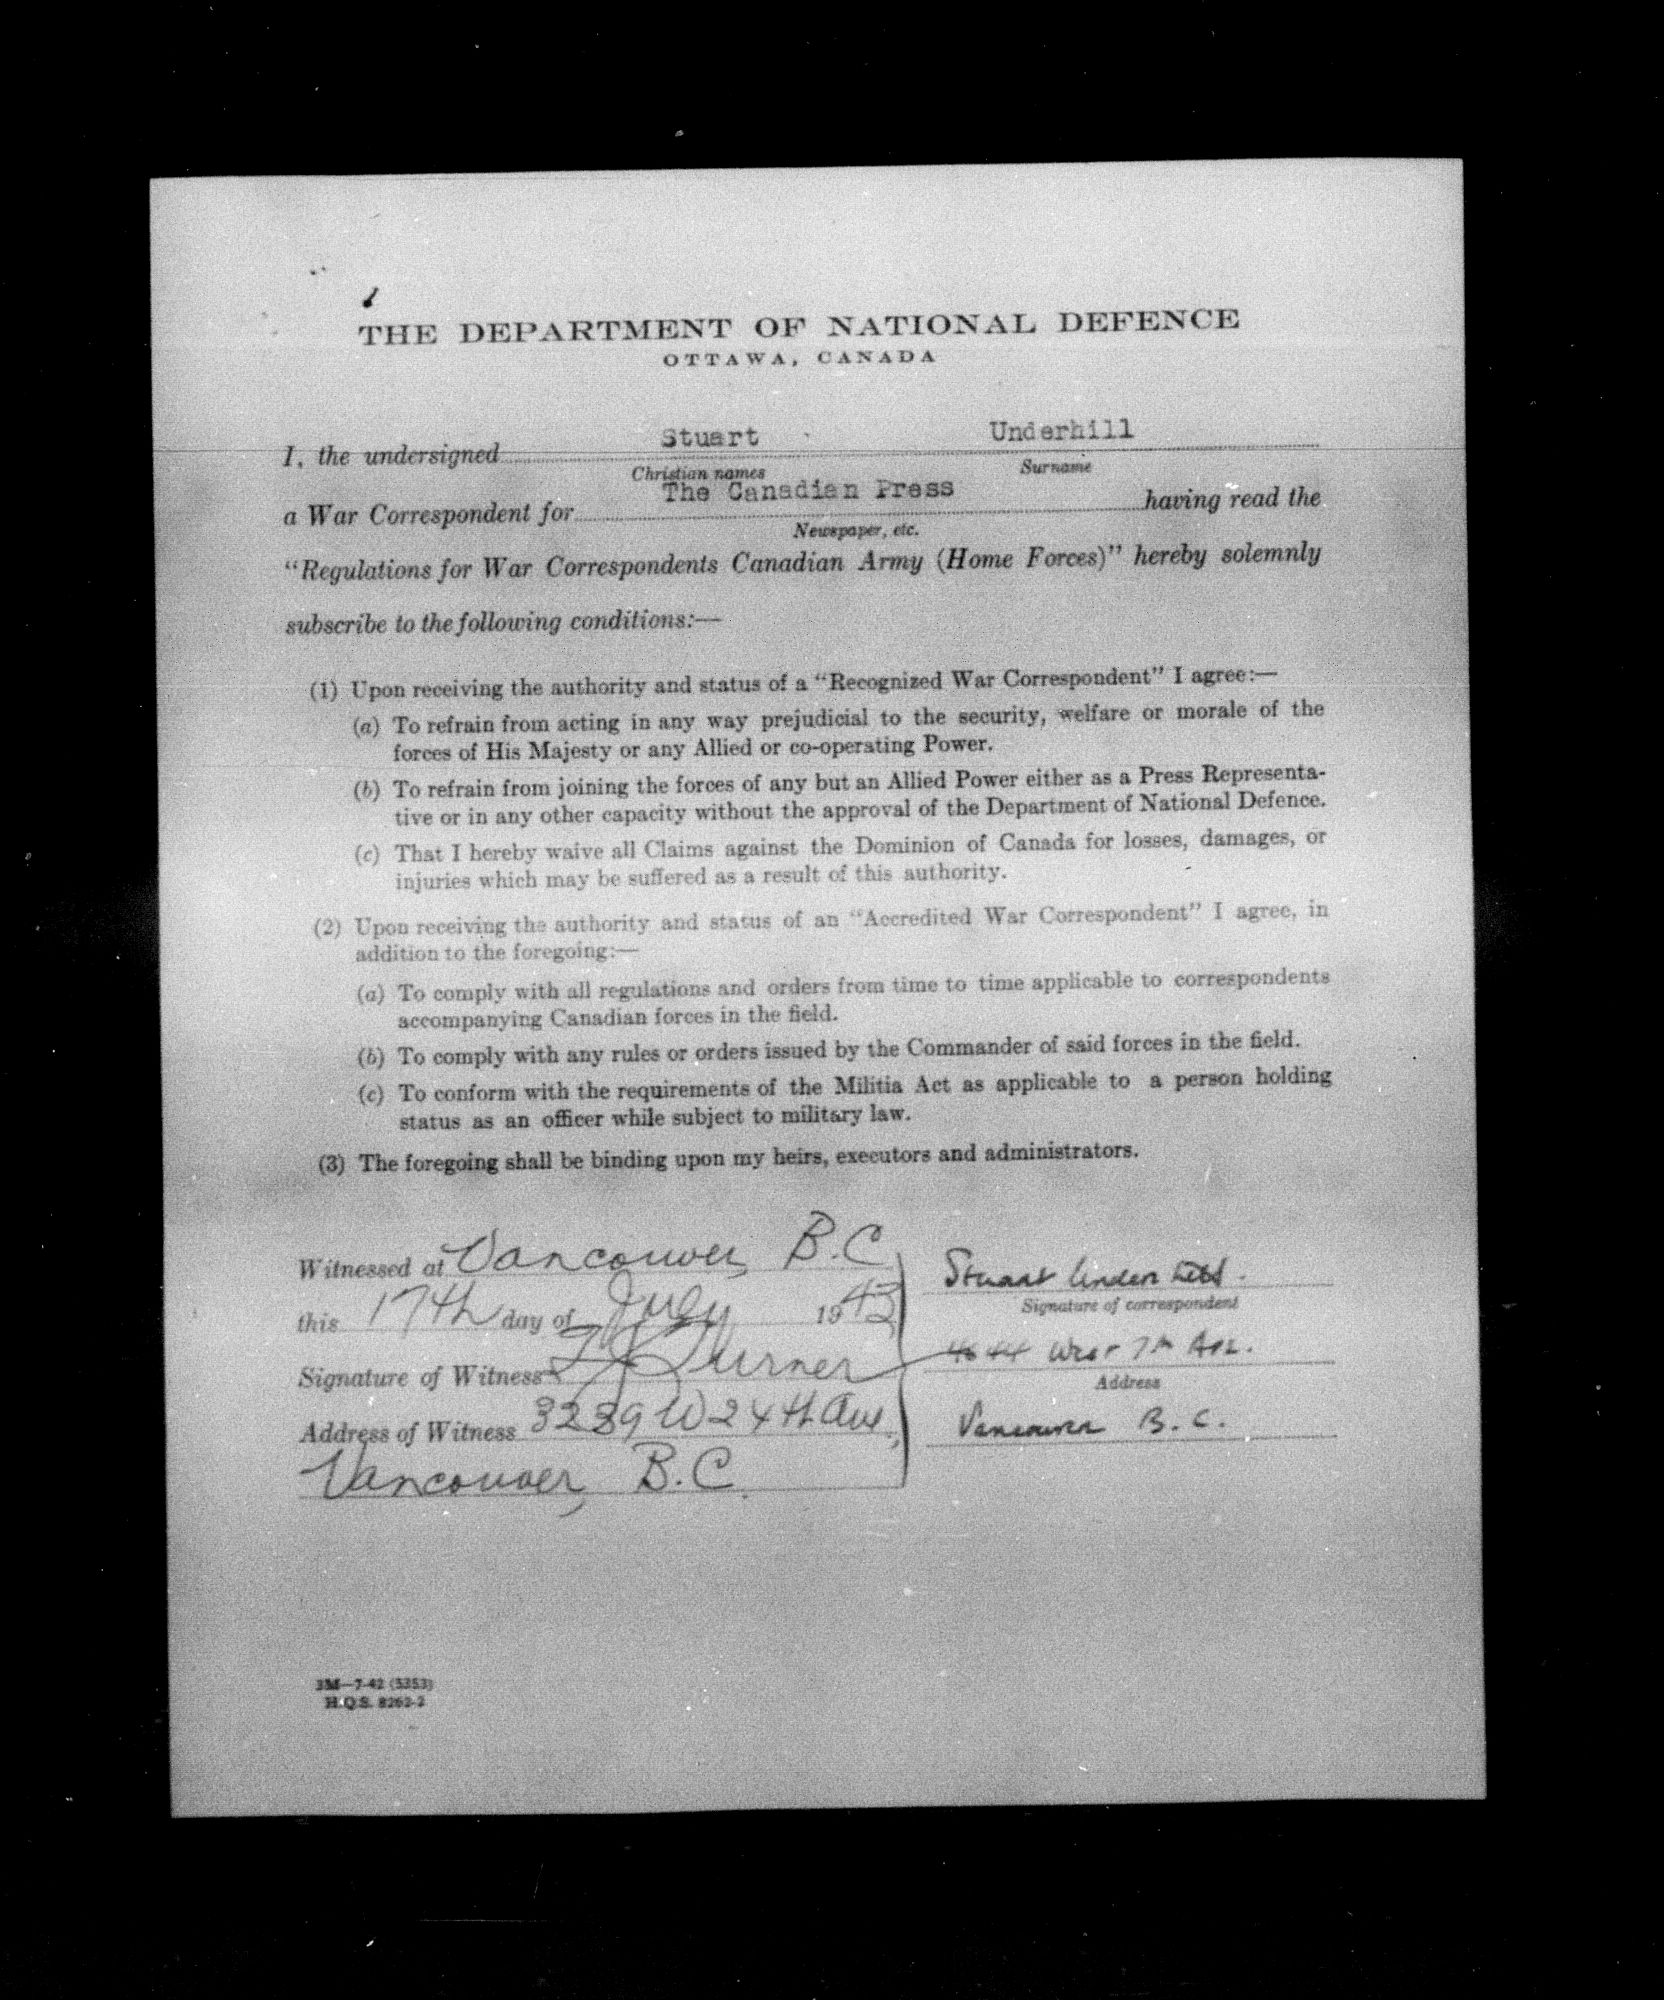 THE DEPARTMENT OF NATIONAL DEFENCE
OTTAWA, CANADA
I, the undersigned Stuart Underhill
Christian names Surname
a War Correspondent for The Canadian Press having read the
Newspaper, etc.
"Regulations for War Correspondents Canadian Army (Home Forces)" hereby solemnly
subscribe to the following conditions:—
(1) Upon receiving the authority and status of a "Recognized War Correspondent" I agree:—
(a) To refrain from acting in any way prejudicial to the security, welfare or morale of the
forces of His Majesty or any Allied or co-operating Power.
(b) To refrain from joining the forces of any but an Allied Power either as a Press Representa-
tive or in any other capacity without the approval of the Department of National Defence.
(c) That I hereby waive all Claims against the Dominion of Canada for losses, damages, or
injuries which may be suffered as a result of this authority.
(2) Upon receiving the authority and status of an "Accredited War Correspondent" I agree, in
addition to the foregoing:—
(a) To comply with all regulations and orders from time to time applicable to correspondents
accompanying Canadian forces in the field.
(b) To comply with any rules or orders issued by the Commander of said forces in the field.
(c) To conform with the requirements of the Militia Act as applicable to a person holding
status as an officer while subject to military law.
(3) The foregoing shall be binding upon my heirs, executors and administrators.
Witnessed at Vancouver, B.C
this 17th day of July 1943
Signature of Witness Turner
Address of Witness 3239 W 24th Ave,
Vancouver, B.C.
Stuart Underhill.
Signature of correspondent
West 7th Ave.
Address
Vancouver B.C.
3M—7-42 (5353)
H.Q.S. 8262-2